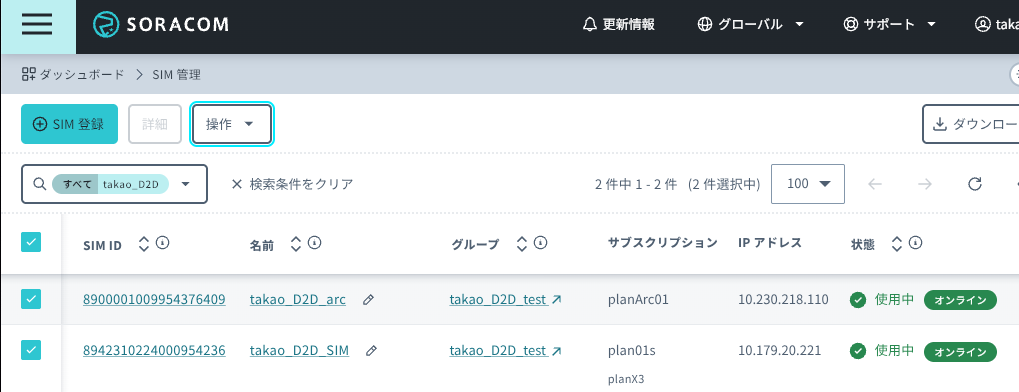 SORACOM 更新情報 グローバル サポート taka
ダッシュボード SIM 管理
SIM 登録 詳細 操作 ダウンロー
すべて takao_D2D 検索条件をクリア 2 件中 1 - 2 件 (2 件選択中) 100
SIM ID 名前 グループ サブスクリプション IP アドレス 状態
8900001009954376409 takao_D2D_arc takao_D2D_test planArc01 10.230.218.110 使用中 オンライン
8942310224000954236 takao_D2D_SIM takao_D2D_test plan01s 10.179.20.221 使用中 オンライン
planX3